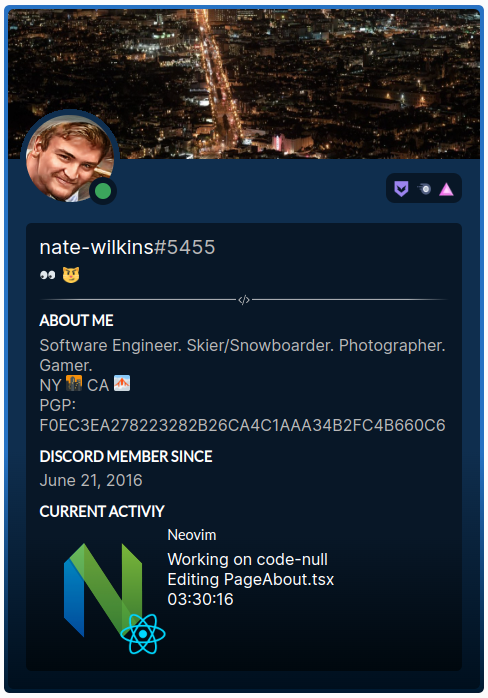 nate-wilkins#5455
👀 😼
</>
ABOUT ME
Software Engineer. Skier/Snowboarder. Photographer.
Gamer.
NY 🌇 CA 🌉
PGP:
F0EC3EA278223282B26CA4C1AAA34B2FC4B660C6
DISCORD MEMBER SINCE
June 21, 2016
CURRENT ACTIVIY
Neovim
Working on code-null
Editing PageAbout.tsx
03:30:16